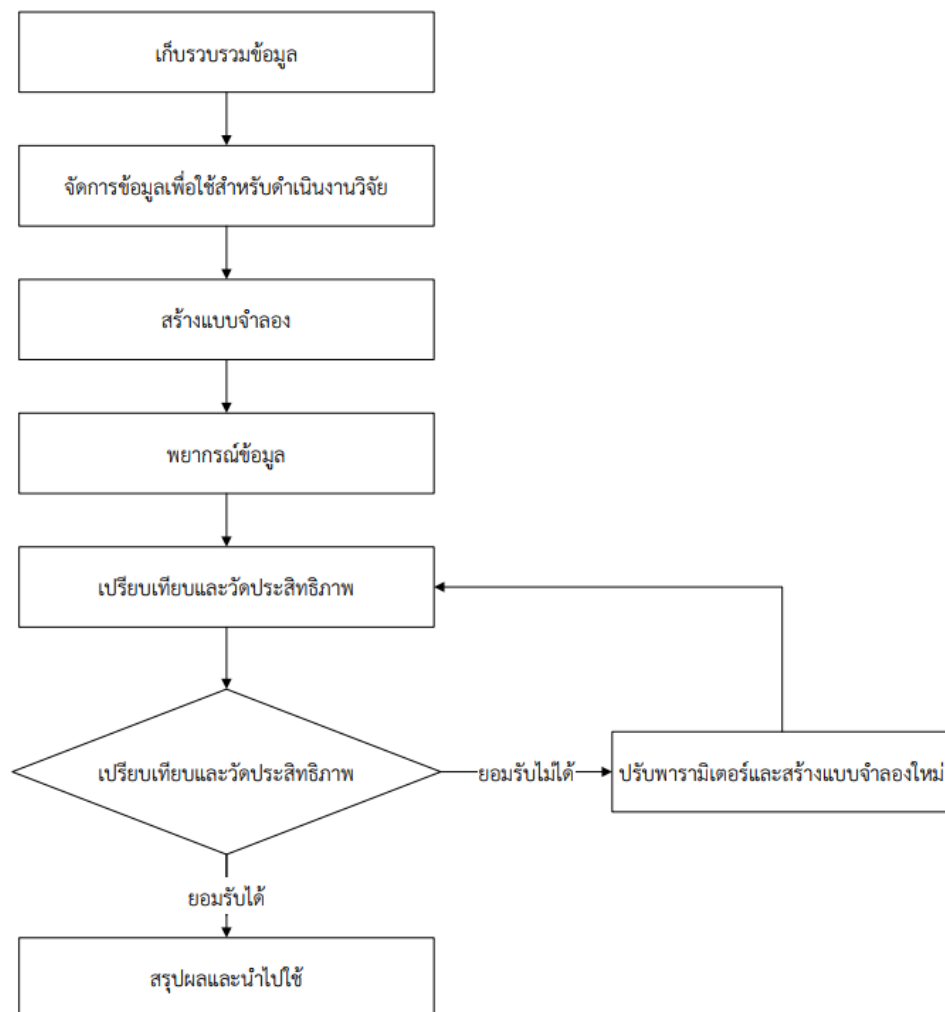 เก็บรวบรวมข้อมูล
จัดการข้อมูลเพื่อใช้สำหรับดำเนินงานวิจัย
สร้างแบบจำลอง
พยากรณ์ข้อมูล
เปรียบเทียบและวัดประสิทธิภาพ
เปรียบเทียบและวัดประสิทธิภาพ
ยอมรับไม่ได้
ปรับพารามิเตอร์และสร้างแบบจำลองใหม่
ยอมรับได้
สรุปผลและนำไปใช้